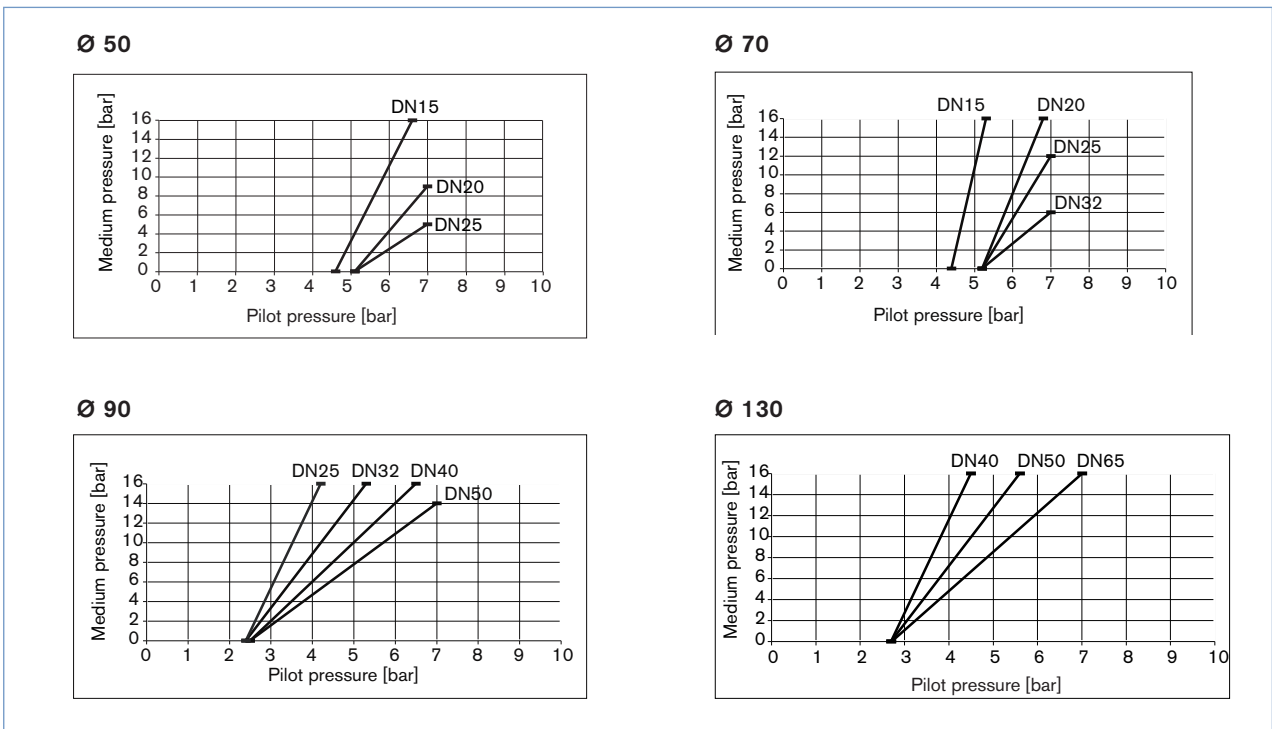 Ø 50
Medium pressure [bar]
16
14
12
10
8
6
4
2
0
DN15
DN20
DN25
0 1 2 3 4 5 6 7 8 9 10
Pilot pressure [bar]
Ø 70
Medium pressure [bar]
16
14
12
10
8
6
4
2
0
DN15 DN20
DN25
DN32
0 1 2 3 4 5 6 7 8 9 10
Pilot pressure [bar]
Ø 90
Medium pressure [bar]
16
14
12
10
8
6
4
2
0
DN25 DN32 DN40
DN50
0 1 2 3 4 5 6 7 8 9 10
Pilot pressure [bar]
Ø 130
Medium pressure [bar]
16
14
12
10
8
6
4
2
0
DN40 DN50 DN65
0 1 2 3 4 5 6 7 8 9 10
Pilot pressure [bar]